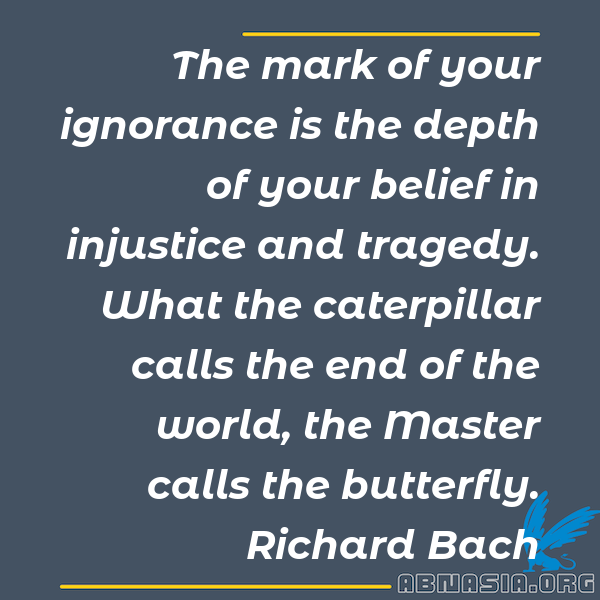 The mark of your
ignorance is the depth
of your belief in
injustice and tragedy.
What the caterpillar
calls the end of the
world, the Master
calls the butterfly.
Richard Bach
ABNASIA.ORG